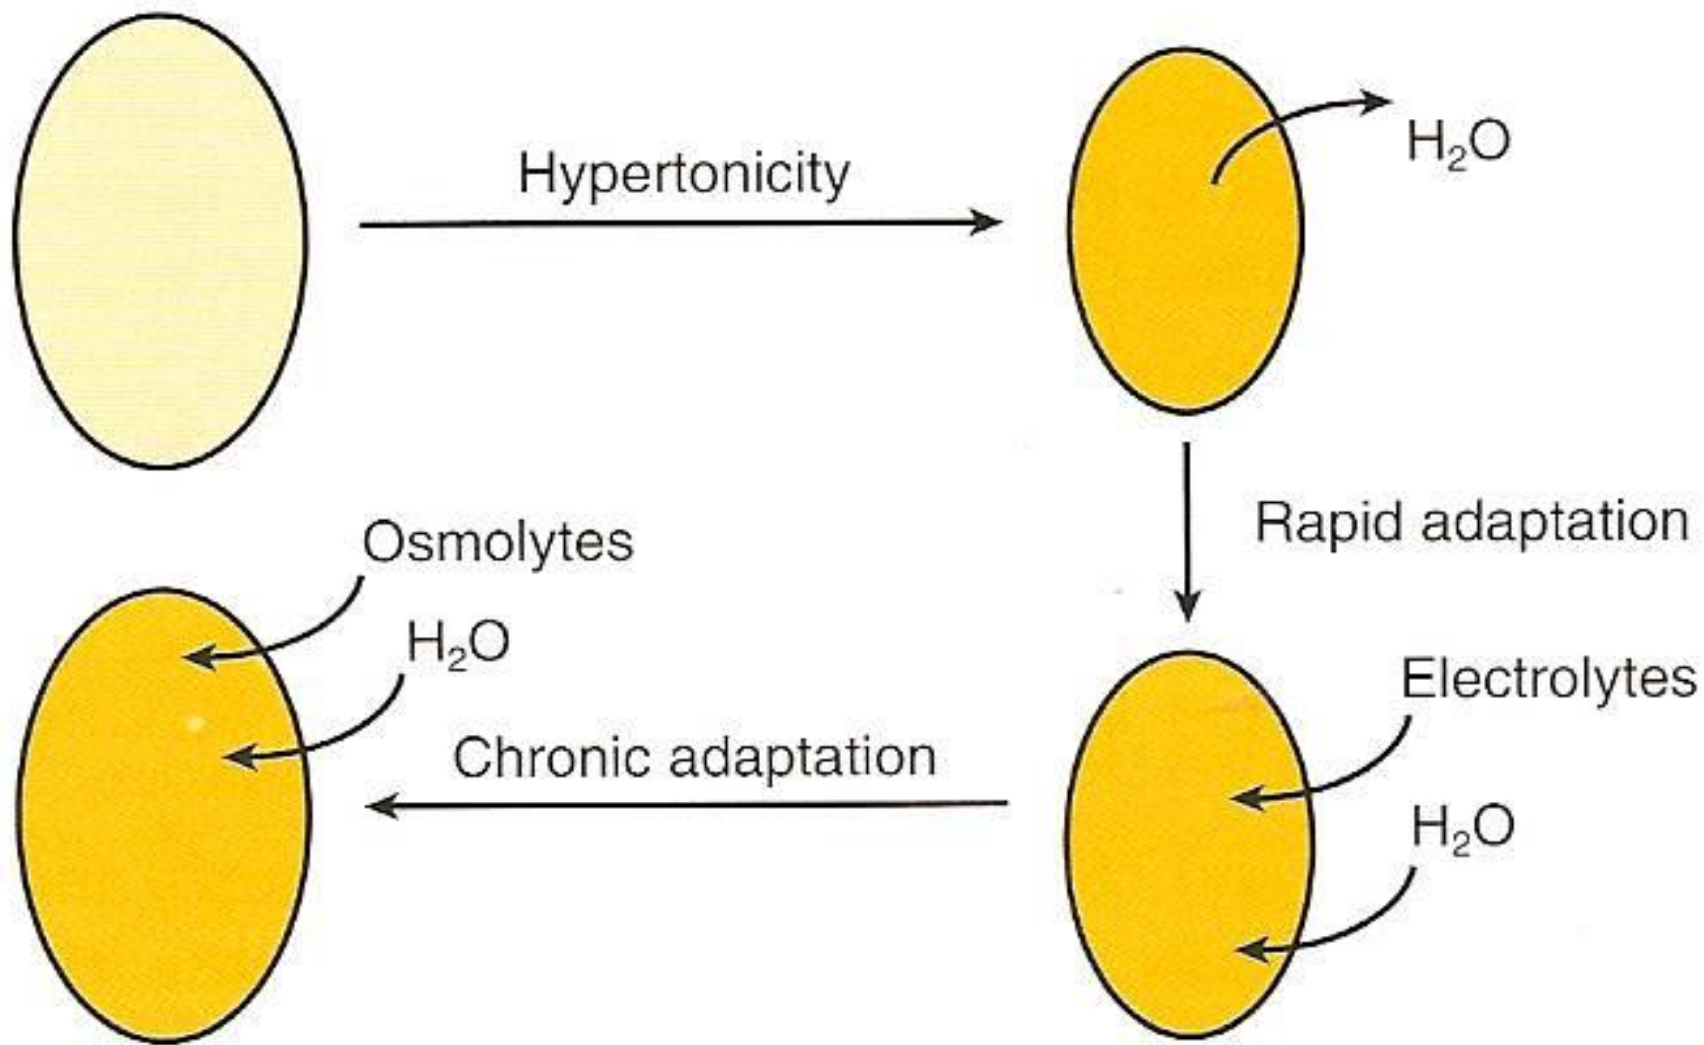 Hypertonicity
H₂O
Rapid adaptation
Electrolytes
H₂O
Chronic adaptation
Osmolytes
H₂O